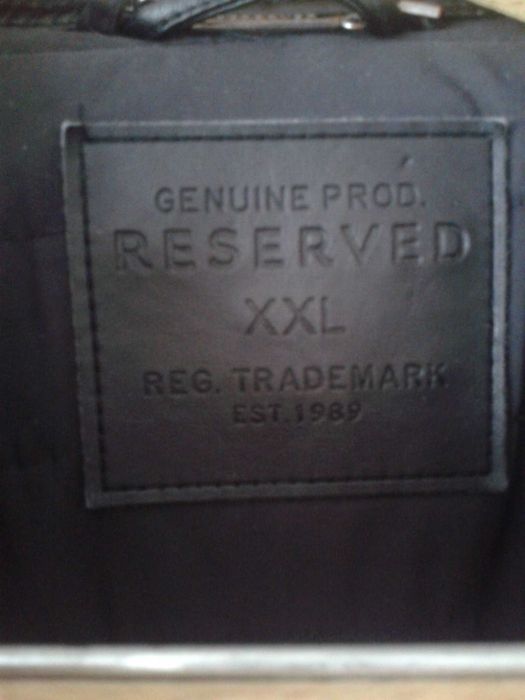 GENUINE PROD.
RESERVED
XXL
REG. TRADEMARK
EST.1989